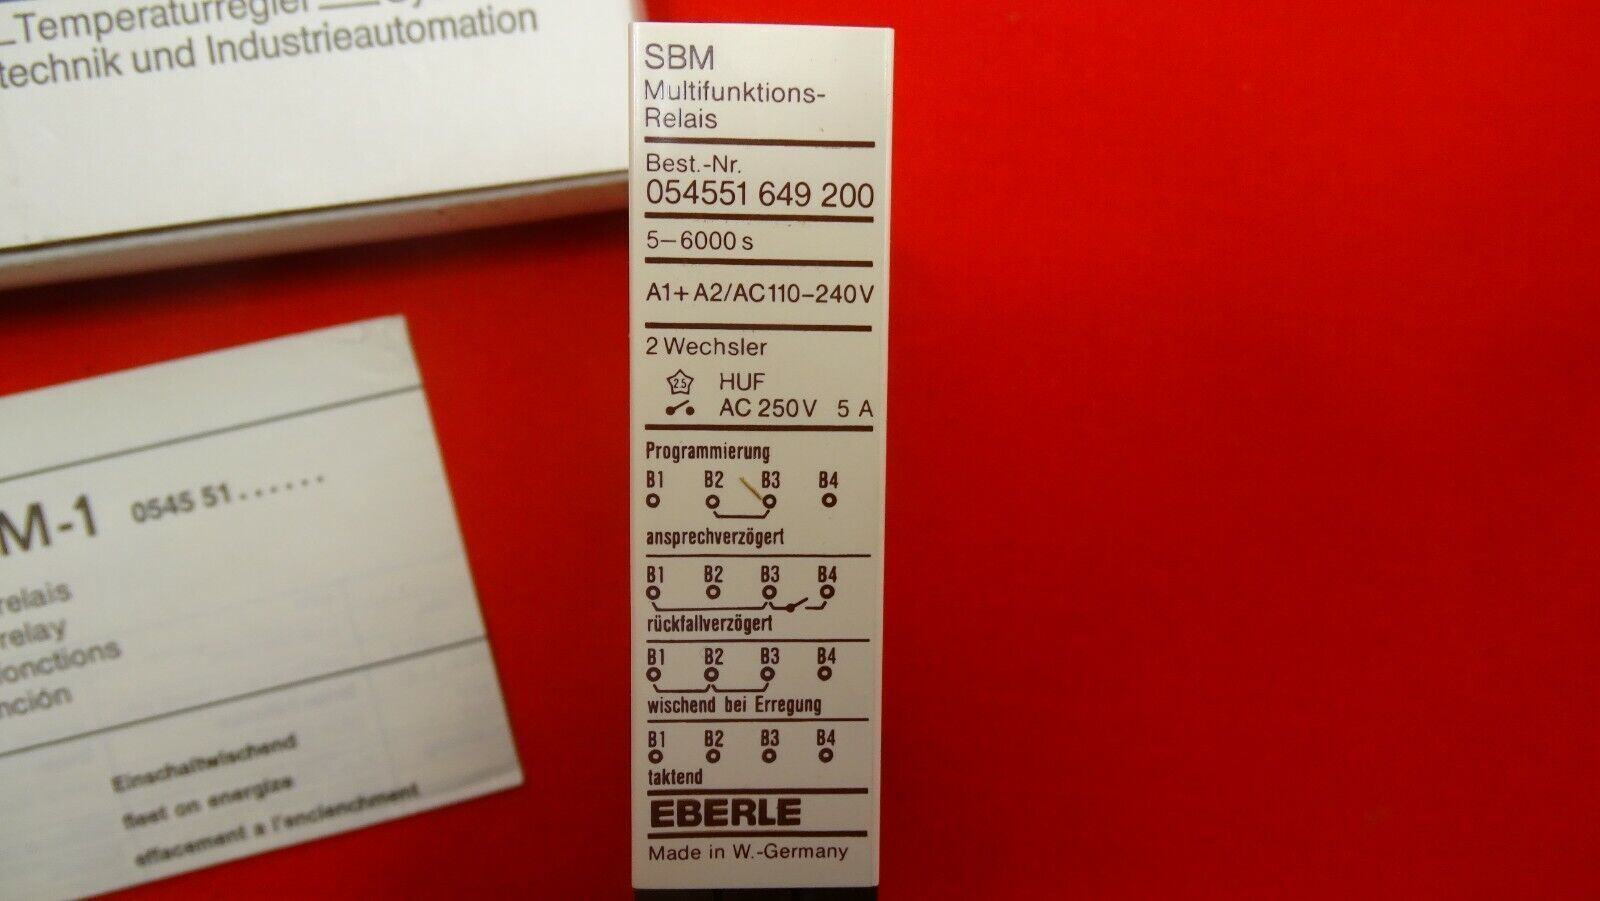 _Temperaturregler
technik und Industrieautomation
SBM
Multifunktions-
Relais
Best.-Nr.
054551 649 200
5–6000 s
A1+A2/AC110–240V
2 Wechsler
25 HUF
AC 250V 5 A
Programmierung
B1 B2 B3 B4
ansprechverzögert
B1 B2 B3 B4
rückfallverzögert
B1 B2 B3 B4
wischend bei Erregung
B1 B2 B3 B4
taktend
EBERLE
Made in W.-Germany
M-1 0545 51......
relais
relay
fonctions
nción
Einschaltwischend
fleet on energize
effacement a l'enclenchment